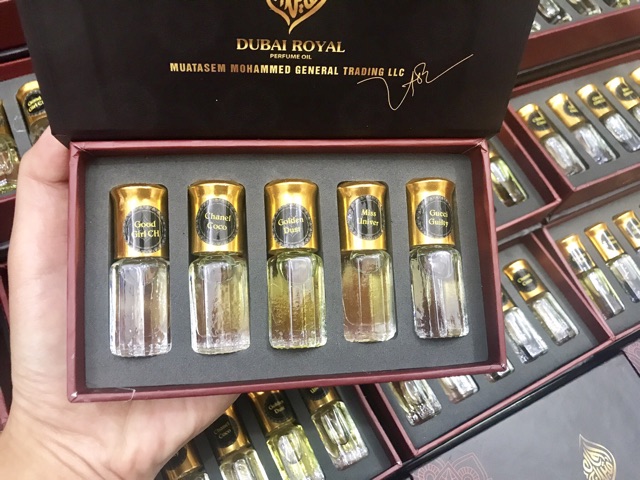 DUBAI ROYAL
PERFUME OIL
MUATASEM MOHAMMED GENERAL TRADING LLC
Good
Girl CH
Chanel
Coco
Golden
Dust
Miss
Univer
Gucci
Guilty